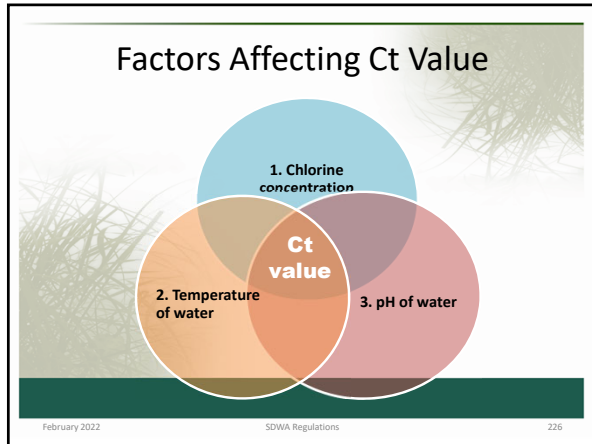 Factors Affecting Ct Value
1. Chlorine
concentration
Ct
value
2. Temperature
of water
3. pH of water
February 2022
SDWA Regulations
226